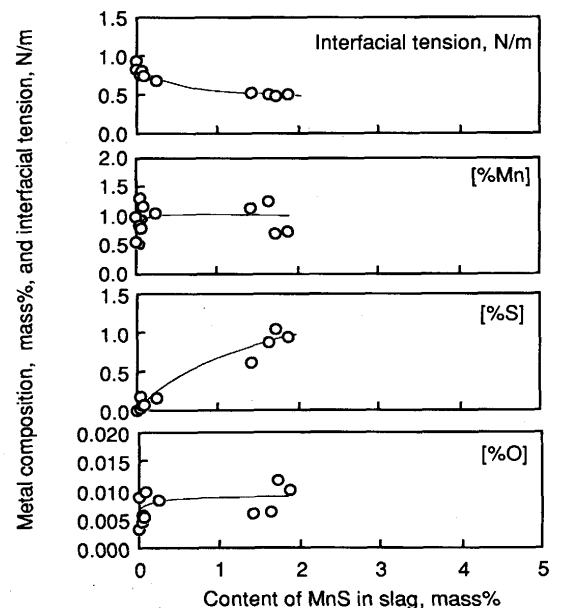 Metal composition, mass%, and interfacial tension, N/m
1.5
Interfacial tension, N/m
1.0
0.5
0.0
2.0
[%Mn]
1.5
1.0
0.5
0.0
1.5
[%S]
1.0
0.5
0.0
0.020
[%O]
0.015
0.010
0.005
0.000
0 1 2 3 4 5
Content of MnS in slag, mass%